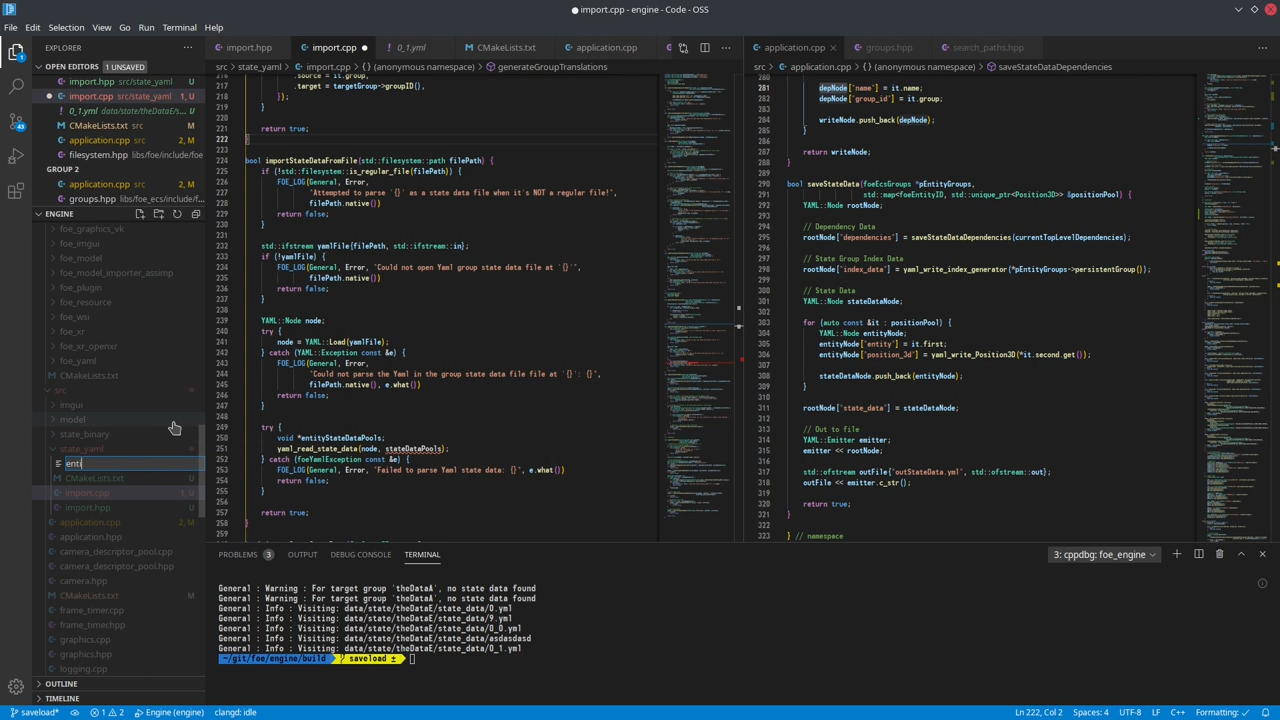 import.cpp - engine - Code - OSS
File Edit Selection View Go Run Terminal Help
EXPLORER
OPEN EDITORS 1 UNSAVED
import.hpp src/state_yaml U
import.cpp src/state_yaml 1, U
0_1.yml src/state/theDataE/s...
CMakeLists.txt src M
application.cpp src 2, M
filesystem.hpp libs/foe/include/foe
GROUP 2
application.cpp src 2, M
groups.hpp libs/foe_ecs/include/f...
ENGINE
foe_graphics_vk
foe_imgui
foe_model
foe_model_importer_assimp
foe_plugin
foe_resource
foe_wsi
foe_xr
foe_xr_openxr
foe_yaml
CMakeLists.txt
src
imgui
model
state_binary
state_yaml
enti
CMakeLists.txt U
import.cpp 1, U
import.hpp U
application.cpp 2, M
application.hpp
camera_descriptor_pool.cpp
camera_descriptor_pool.hpp
camera.hpp
CMakeLists.txt M
frame_timer.cpp
frame_timer.hpp
graphics.cpp
graphics.hpp
logging.cpp
OUTLINE
TIMELINE
import.hpp import.cpp 0_1.yml CMakeLists.txt application.cpp
src > state_yaml > import.cpp > {} (anonymous namespace) > generateGroupTranslations
216 .source = it.group,
217 .target = targetGroup->groupID(),
218 });
219 }
220
221 return true;
222 }
223
224 bool importStateDataFromFile(std::filesystem::path filePath) {
225 if (!std::filesystem::is_regular_file(filePath)) {
226 FOE_LOG(General, Error,
227 "Attempted to parse `{}` as a state data file when it is NOT a regular file!",
228 filePath.native())
229 return false;
230 }
231
232 std::ifstream yamlFile{filePath, std::ifstream::in};
233 if (!yamlFile) {
234 FOE_LOG(General, Error, "Could not open Yaml group state data file at `{}`",
235 filePath.native())
236 return false;
237 }
238
239 YAML::Node node;
240 try {
241 node = YAML::Load(yamlFile);
242 } catch (YAML::Exception const &e) {
243 FOE_LOG(General, Error,
244 "Could not parse the Yaml in the group state data file file at `{}`: {}",
245 filePath.native(), e.what())
246 return false;
247 }
248
249 try {
250 void *entityStateDataPools;
251 yaml_read_state_data(node, stateDataPools);
252 catch (foeYamlException const &e) {
253 FOE_LOG(General, Error, "Failed to parse Yaml state data: {}", e.what())
254 return false;
255 }
256
257 return true;
258 }
259
application.cpp groups.hpp search_paths.hpp
src > application.cpp > {} (anonymous namespace) > saveStateDataDependencies
280
281 depNode["name"] = it.name;
282 depNode["group_id"] = it.group;
283
284 writeNode.push_back(depNode);
285 }
286
287 return writeNode;
288 }
289
290 bool saveStateData(foeEcsGroups *pEntityGroups,
291 std::map<foeEntityID, std::unique_ptr<Position3D>> &positionPool) {
292 YAML::Node rootNode;
293
294 // Dependency Data
295 rootNode["dependencies"] = saveStateDataDependencies(currentTopLevelDependencies);
296
297 // State Group Index Data
298 rootNode["index_data"] = yaml_write_index_generator(*pEntityGroups->persistentGroup());
299
300 // State Data
301 YAML::Node stateDataNode;
302
303 for (auto const &it : positionPool) {
304 YAML::Node entityNode;
305 entityNode["entity"] = it.first;
306 entityNode["position_3d"] = yaml_write_Position3D(*it.second.get());
307
308 stateDataNode.push_back(entityNode);
309 }
310
311 rootNode["state_data"] = stateDataNode;
312
313 // Out to file
314 YAML::Emitter emitter;
315 emitter << rootNode;
316
317 std::ofstream outFile{"outStateData.yml", std::ofstream::out};
318 outFile << emitter.c_str();
319
320 return true;
321 }
322
323 } // namespace
PROBLEMS 3 OUTPUT DEBUG CONSOLE TERMINAL
3: cppdbg: foe_engine
General : Warning : For target group 'theDataA', no state data found
General : Warning : For target group 'theDataA', no state data found
General : Info : Visiting: data/state/theDataE/state_data/0.yml
General : Info : Visiting: data/state/theDataE/state_data/9.yml
General : Info : Visiting: data/state/theDataE/state_data/0_0.yml
General : Info : Visiting: data/state/theDataE/state_data/asdasdasd
General : Info : Visiting: data/state/theDataE/state_data/0_1.yml
~/git/foe/engine/build saveload ±
43
saveload* 1 2 Engine (engine) clangd: idle
Ln 222, Col 2 Spaces: 4 UTF-8 LF C++ Formatting: ✓